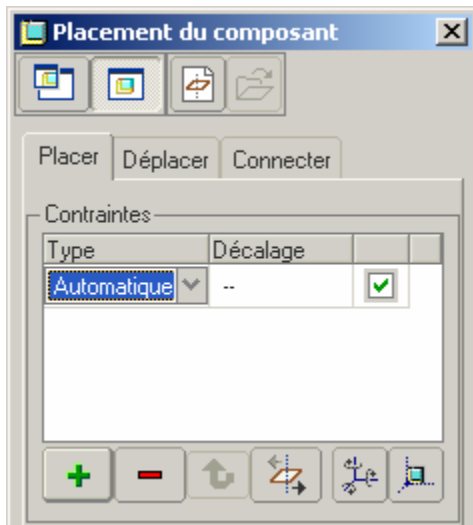 Placement du composant
Placer Déplacer Connecter
Contraintes
Type Décalage
Automatique --